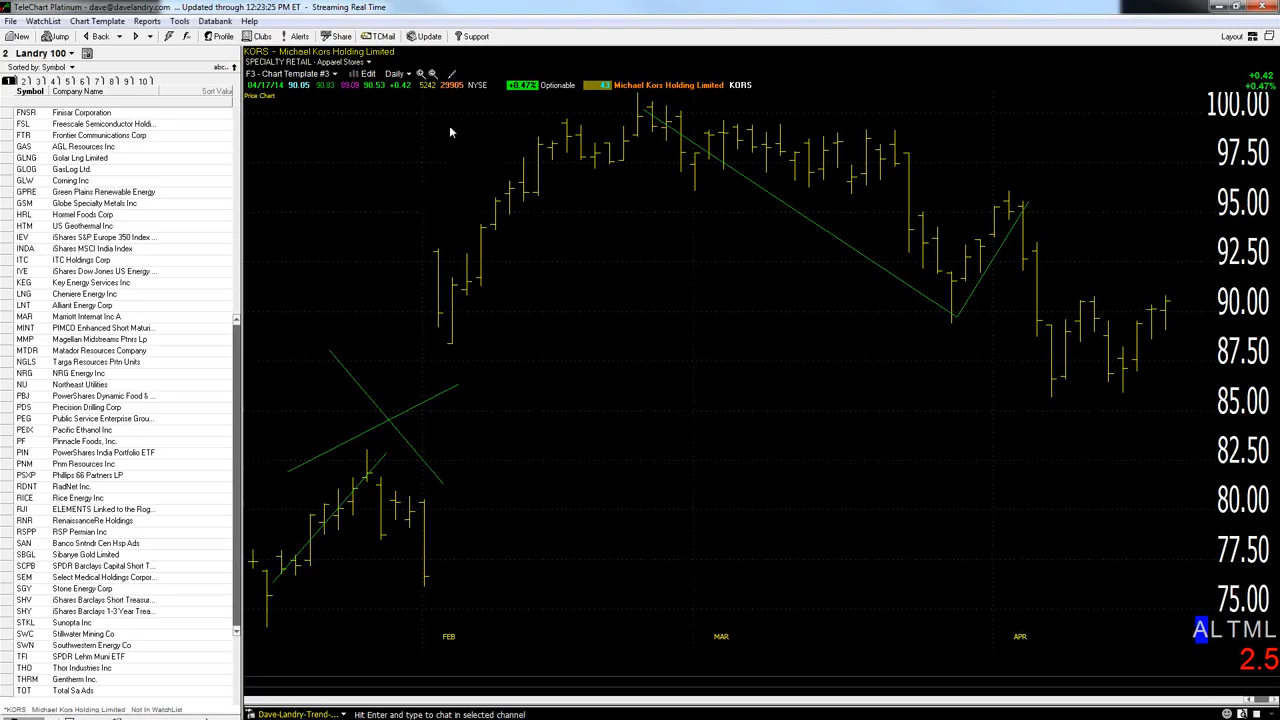 TeleChart Platinum - dave@davelandry.com ... Updated through 12:23:25 PM ET - Streaming Real Time
File WatchList Chart Template Reports Tools Databank Help
New Jump Back Profile Clubs Alerts Share TCMail Update Support Layout
2 Landry 100
Sorted by: Symbol abc..
1 2 3 4 5 6 7 8 9 10
Symbol Company Name Sort Valu
FNSR Finisar Corporation
FSL Freescale Semiconductor Holdi...
FTR Frontier Communications Corp
GAS AGL Resources Inc
GLNG Golar Lng Limited
GLOG GasLog Ltd.
GLW Corning Inc
GPRE Green Plains Renewable Energy
GSM Globe Specialty Metals Inc
HRL Hormel Foods Corp
HTM US Geothermal Inc
IEV iShares S&P Europe 350 Index ...
INDA iShares MSCI India Index
ITC ITC Holdings Corp
IYE iShares Dow Jones US Energy ...
KEG Key Energy Services Inc
LNG Cheniere Energy Inc
LNT Alliant Energy Corp
MAR Marriott Internat Inc A
MINT PIMCO Enhanced Short Maturi...
MMP Magellan Midstreams Ptnrs Lp
MTDR Matador Resources Company
NGLS Targa Resources Prtn Units
NRG NRG Energy Inc
NU Northeast Utilities
PBJ PowerShares Dynamic Food & ...
PDS Precision Drilling Corp
PEG Public Service Enterprise Grou...
PEIX Pacific Ethanol Inc
PF Pinnacle Foods, Inc.
PIN PowerShares India Portfolio ETF
PNM Pnm Resources Inc
PSXP Phillips 66 Partners LP
RDNT RadNet Inc.
RICE Rice Energy Inc
RJI ELEMENTS Linked to the Rog...
RNR RenaissanceRe Holdings
RSPP RSP Permian Inc
SAN Banco Sntndr Cen Hsp Ads
SBGL Sibanye Gold Limited
SCPB SPDR Barclays Capital Short T...
SEM Select Medical Holdings Corpor...
SGY Stone Energy Corp
SHV iShares Barclays Short Treasur...
SHY iShares Barclays 1-3 Year Trea...
STKL Sunopta Inc
SWC Stillwater Mining Co
SWN Southwestern Energy Co
TFI SPDR Lehm Muni ETF
THO Thor Industries Inc
THRM Gentherm Inc.
TOT Total Sa Ads
*KORS Michael Kors Holding Limited Not In WatchList
KORS - Michael Kors Holding Limited
SPECIALTY RETAIL - Apparel Stores
F3 - Chart Template #3 Edit Daily
04/17/14 90.05 90.83 89.09 90.53 +0.42 5242 29905 NYSE +0.47% Optionable 43 Michael Kors Holding Limited KORS
Price Chart
+0.42
+0.47%
100.00
97.50
95.00
92.50
90.00
87.50
85.00
82.50
80.00
77.50
75.00
FEB MAR APR
ALTML
2.5
Dave-Landry-Trend-... Hit Enter and type to chat in selected channel